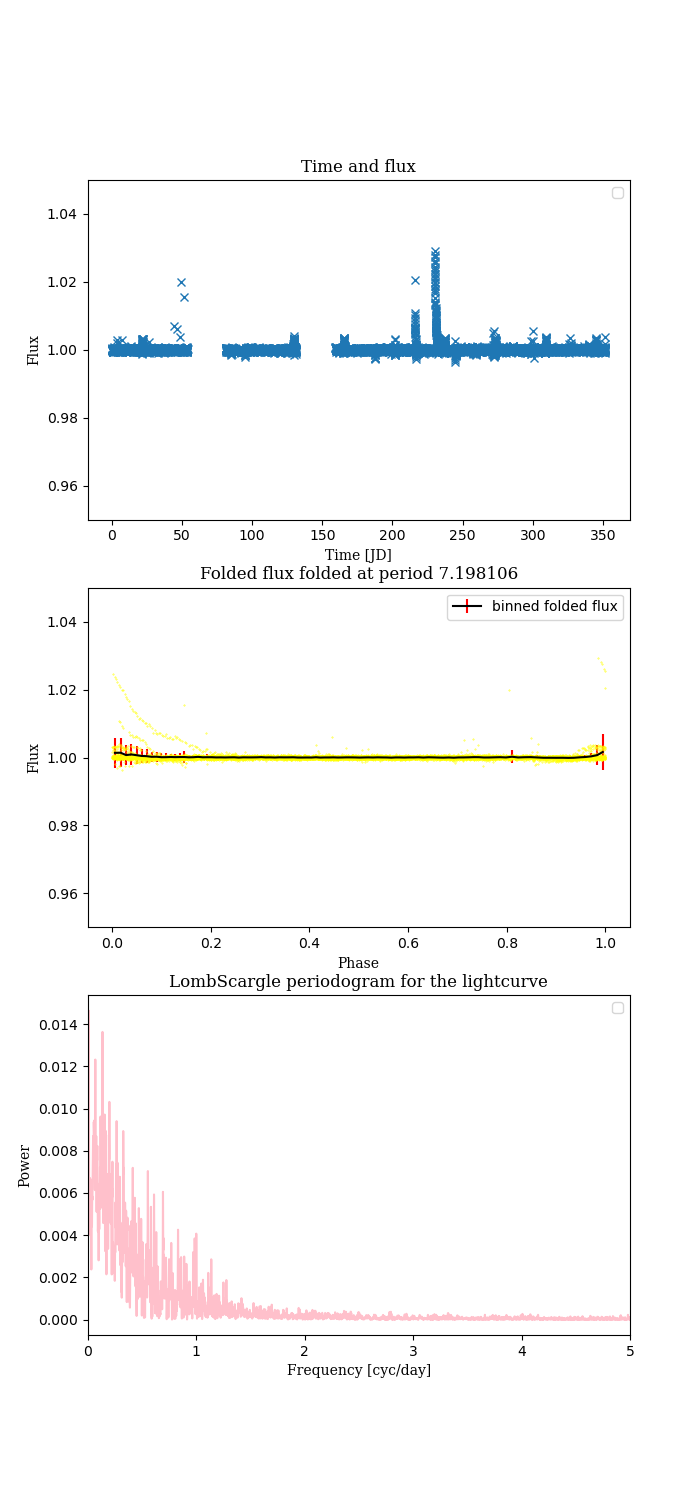 Time and flux
1.04
1.02
1.00
0.98
0.96
Flux
0 50 100 150 200 250 300 350
Time [JD]
Folded flux folded at period 7.198106
binned folded flux
1.04
1.02
1.00
0.98
0.96
Flux
0.0 0.2 0.4 0.6 0.8 1.0
Phase
LombScargle periodogram for the lightcurve
0.014
0.012
0.010
0.008
0.006
0.004
0.002
0.000
Power
0 1 2 3 4 5
Frequency [cyc/day]